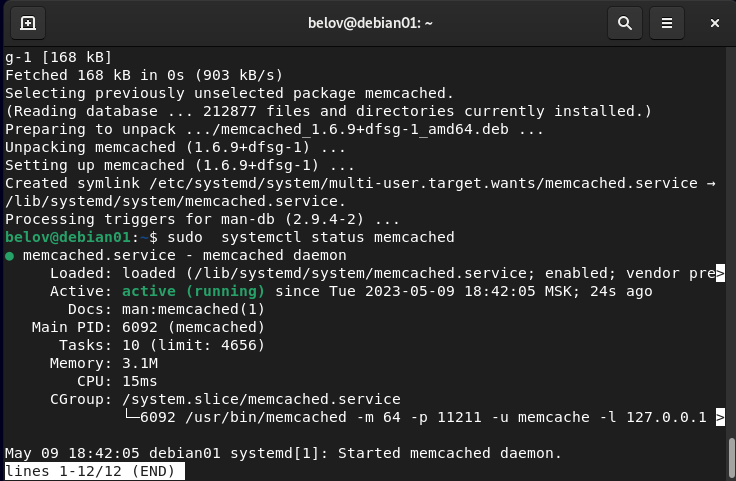 belov@debian01: ~
g-1 [168 kB]
Fetched 168 kB in 0s (903 kB/s)
Selecting previously unselected package memcached.
(Reading database ... 212877 files and directories currently installed.)
Preparing to unpack .../memcached_1.6.9+dfsg-1_amd64.deb ...
Unpacking memcached (1.6.9+dfsg-1) ...
Setting up memcached (1.6.9+dfsg-1) ...
Created symlink /etc/systemd/system/multi-user.target.wants/memcached.service →
/lib/systemd/system/memcached.service.
Processing triggers for man-db (2.9.4-2) ...
belov@debian01:~$ sudo  systemctl status memcached
● memcached.service - memcached daemon
     Loaded: loaded (/lib/systemd/system/memcached.service; enabled; vendor pre>
     Active: active (running) since Tue 2023-05-09 18:42:05 MSK; 24s ago
       Docs: man:memcached(1)
   Main PID: 6092 (memcached)
      Tasks: 10 (limit: 4656)
     Memory: 3.1M
        CPU: 15ms
     CGroup: /system.slice/memcached.service
             └─6092 /usr/bin/memcached -m 64 -p 11211 -u memcache -l 127.0.0.1 >

May 09 18:42:05 debian01 systemd[1]: Started memcached daemon.
lines 1-12/12 (END)